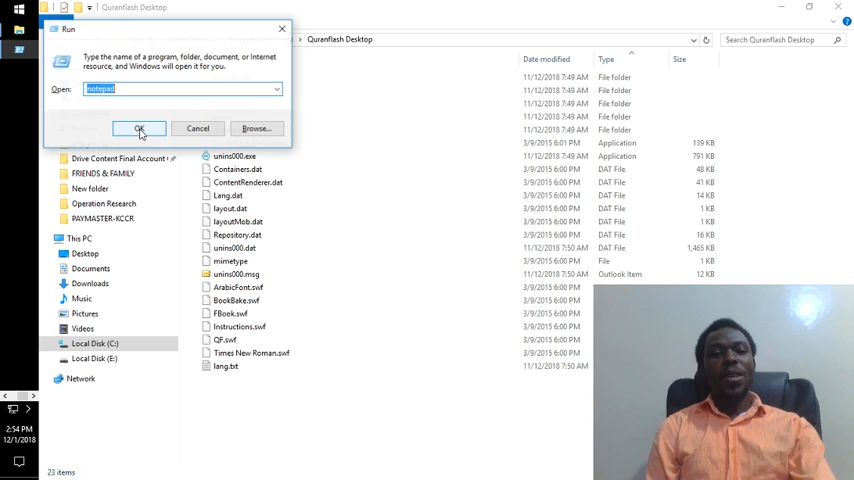 Quranflash Desktop
Run
Type the name of a program, folder, document, or Internet
resource, and Windows will open it for you.
Open:
notepad
OK
Cancel
Browse...
Quranflash Desktop
Search Quranflash Desktop
Date modified
Type
Size
11/12/2018 7:49 AM File folder
11/12/2018 7:49 AM File folder
11/12/2018 7:49 AM File folder
11/12/2018 7:49 AM File folder
11/12/2018 7:49 AM File folder
3/9/2015 6:01 PM Application 139 KB
unins000.exe 11/12/2018 7:49 AM Application 791 KB
Containers.dat 3/9/2015 6:00 PM DAT File 48 KB
ContentRenderer.dat 3/9/2015 6:00 PM DAT File 41 KB
Lang.dat 3/9/2015 6:00 PM DAT File 14 KB
layout.dat 3/9/2015 6:00 PM DAT File 1 KB
layoutMob.dat 3/9/2015 6:00 PM DAT File 1 KB
Repository.dat 3/9/2015 6:00 PM DAT File 16 KB
unins000.dat 11/12/2018 7:50 AM DAT File 1,465 KB
mimetype 3/9/2015 6:00 PM File 1 KB
unins000.msg 11/12/2018 7:50 AM Outlook Item 12 KB
ArabicFont.swf 3/9/2015 6:00 PM
BookBake.swf 3/9/2015 6:00 PM
FBook.swf 3/9/2015 6:00 PM
Instructions.swf 3/9/2015 6:00 PM
QF.swf 3/9/2015 6:00 PM
Times New Roman.swf 3/9/2015 6:00 PM
lang.txt 11/12/2018 7:50 AM
Drive Content Final Account
FRIENDS & FAMILY
New folder
Operation Research
PAYMASTER-KCCR
This PC
Desktop
Documents
Downloads
Music
Pictures
Videos
Local Disk (C:)
Local Disk (E:)
Network
2:54 PM
12/1/2018
23 items